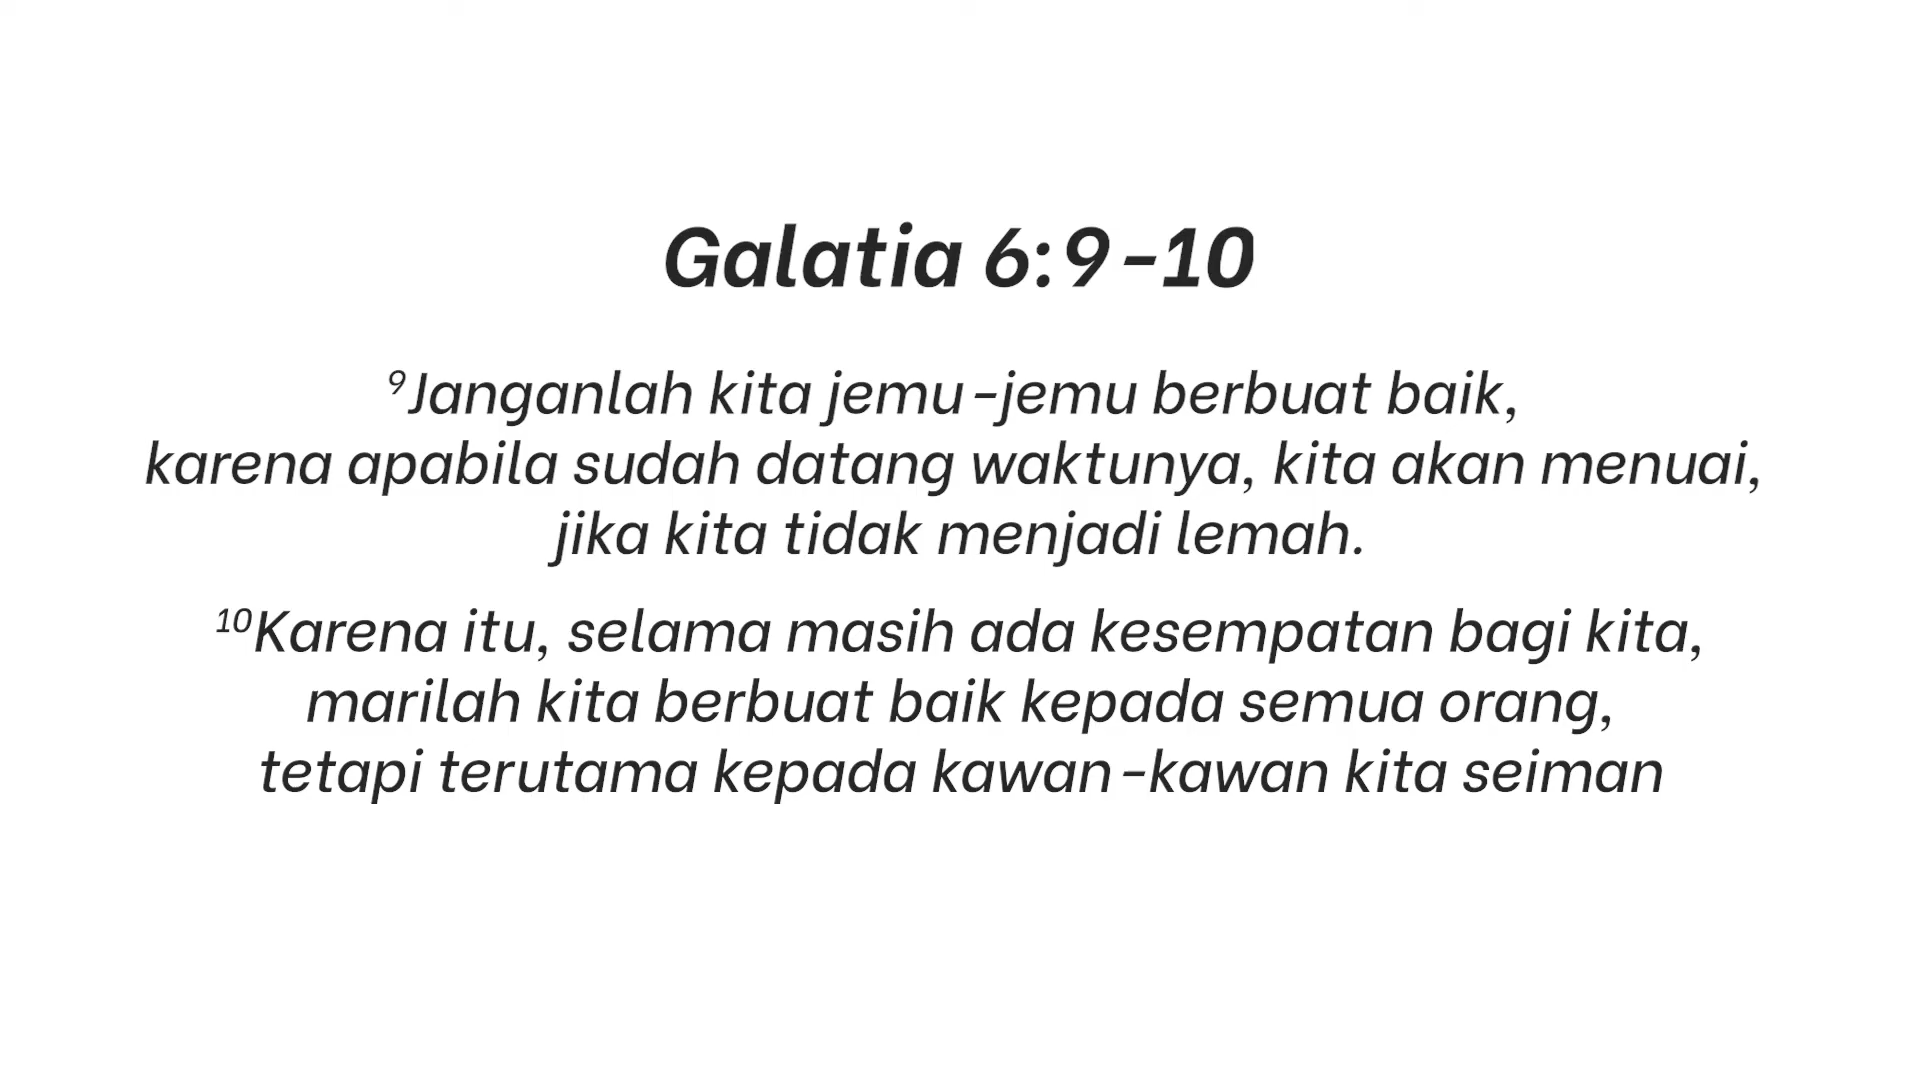 Galatia 6:9-10
⁹Janganlah kita jemu-jemu berbuat baik,
karena apabila sudah datang waktunya, kita akan menuai,
jika kita tidak menjadi lemah.
¹⁰Karena itu, selama masih ada kesempatan bagi kita,
marilah kita berbuat baik kepada semua orang,
tetapi terutama kepada kawan-kawan kita seiman